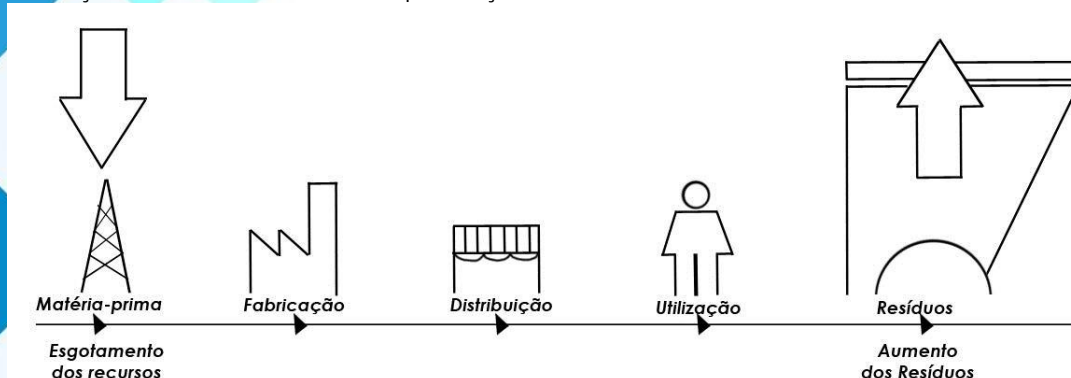 Matéria-prima Fabricação Distribuição Utilização Resíduos
Esgotamento
dos recursos
Aumento
dos Resíduos